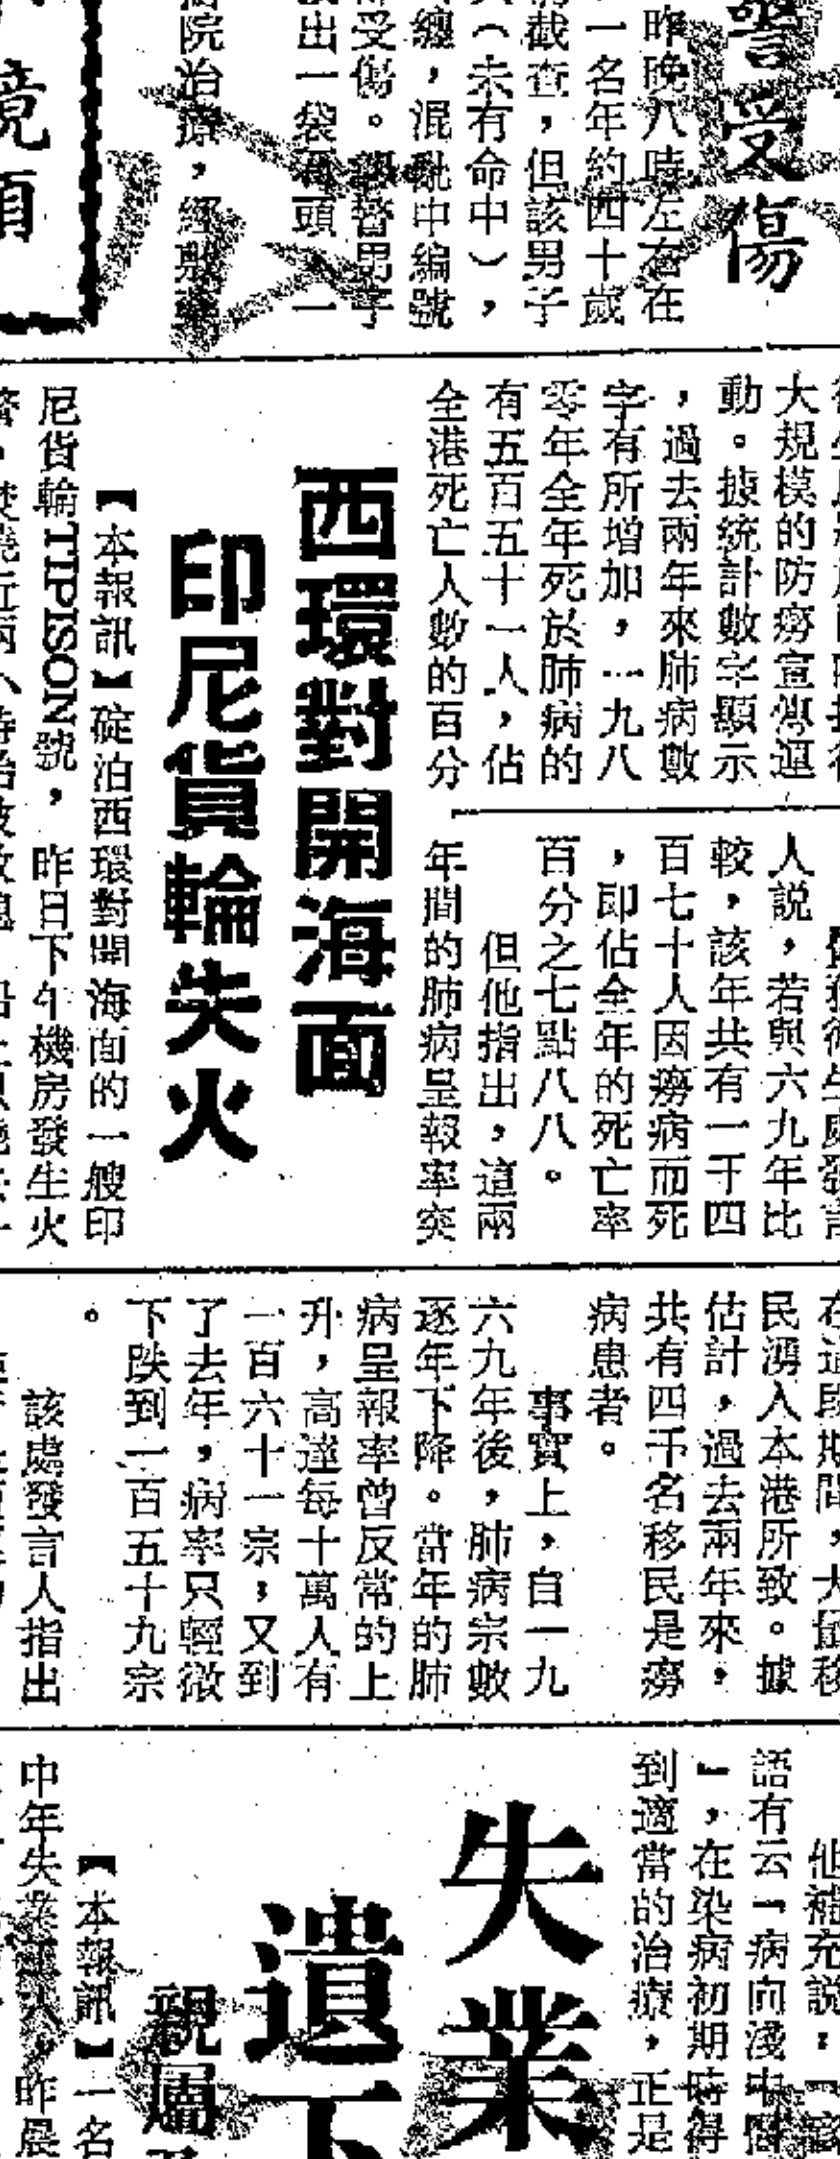 警受傷
昨晚八時左右在
一名年約四十歲
截查，但該男子
（未有命中），
纏，混亂中編號
受傷。
出一袋
院治療，
境
大規模的防癆宣傳運
動。據統計數字顯示
，過去兩年來肺病數
字有所增加，一九八
零年全年死於肺病的
有五百五十一人，佔
全港死亡人數的百分
人說，若與六九年比
較，該年共有一千四
百七十人因癆病而死
，即佔全年的死亡率
百分之七點八八。
但他指出，這兩
年間的肺病呈報率突
西環對開海面
印尼貨輪失火
【本報訊】碇泊西環對開海面的一艘印
尼貨輪TIPISON號，昨日下午機房發生火
民湧入本港所致。據
估計，過去兩年來，
共有四千名移民是癆
病患者。
事實上，自一九
六九年後，肺病宗數
逐年下降。當年的肺
病呈報率曾反常的上
升，高達每十萬人有
一百六十一宗；又到
了去年，病率只輕微
下跌到一百五十九宗
。
該處發言人指出
他補充說：
語有云「病向淺中醫
」，在染病初期時得
到適當的治療，正是
失業
遺下
親屬
【本報訊】一名
中年失業
昨晨